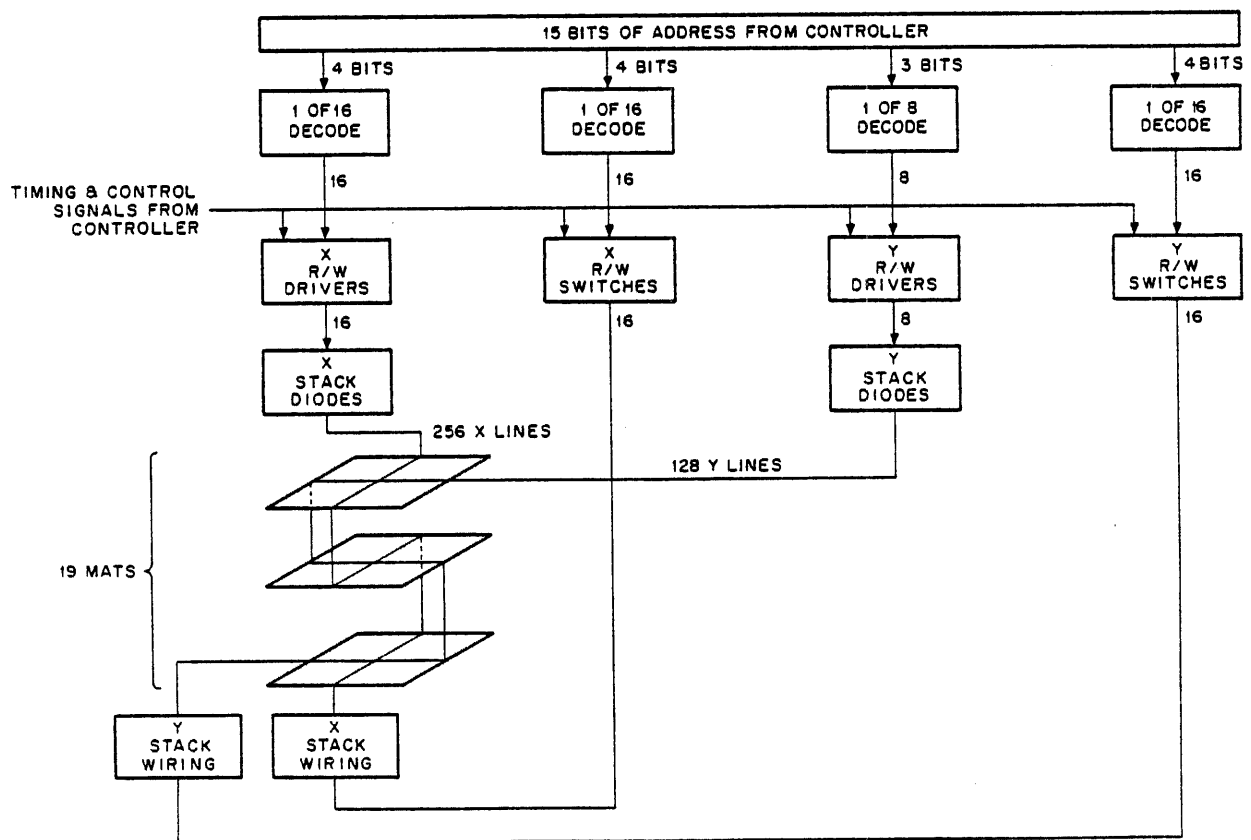 15 BITS OF ADDRESS FROM CONTROLLER
4 BITS
4 BITS
3 BITS
4 BITS
1 OF 16
DECODE
1 OF 16
DECODE
1 OF 8
DECODE
1 OF 16
DECODE
16
16
8
16
TIMING & CONTROL
SIGNALS FROM
CONTROLLER
X
R/W
DRIVERS
X
R/W
SWITCHES
Y
R/W
DRIVERS
Y
R/W
SWITCHES
16
16
8
16
X
STACK
DIODES
Y
STACK
DIODES
256 X LINES
128 Y LINES
19 MATS
Y
STACK
WIRING
X
STACK
WIRING